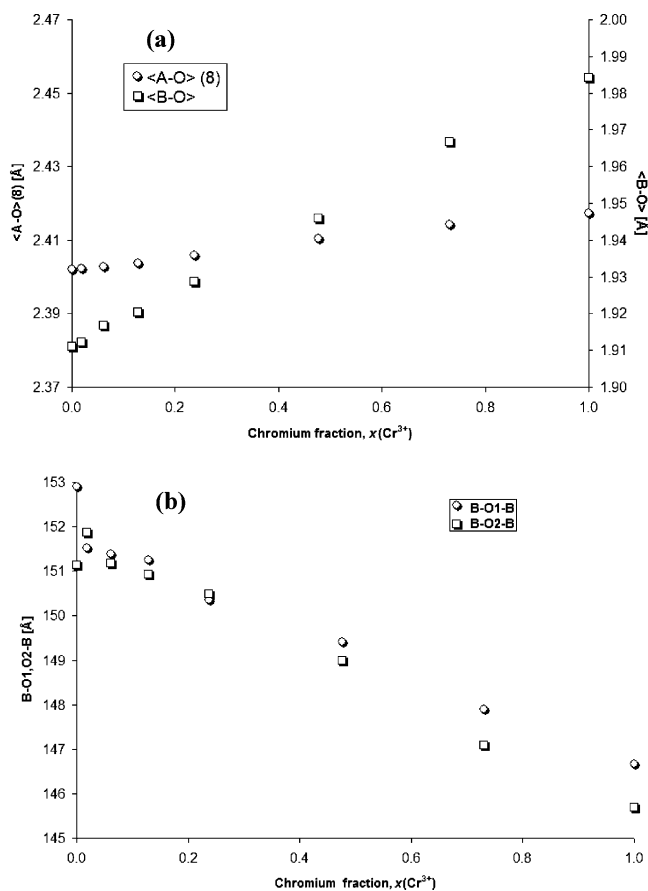 (a)
<A-O> (8)
<B-O>
2.47
2.45
2.43
2.41
2.39
2.37
<A-O>(8) [Å]
2.00
1.99
1.98
1.97
1.96
1.95
1.94
1.93
1.92
1.91
1.90
<B-O> [Å]
0.0 0.2 0.4 0.6 0.8 1.0
Chromium fraction, x(Cr³⁺)
(b)
B-O1-B
B-O2-B
153
152
151
150
149
148
147
146
145
B-O1,O2-B [Å]
0.0 0.2 0.4 0.6 0.8 1.0
Chromium fraction, x(Cr³⁺)